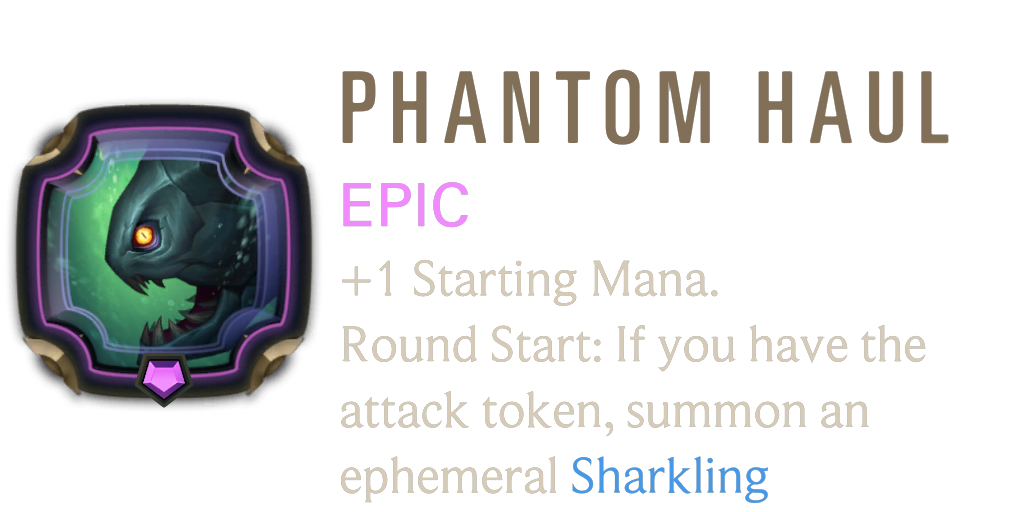 PHANTOM HAUL
EPIC
+1 Starting Mana.
Round Start: If you have the
attack token, summon an
ephemeral Sharkling